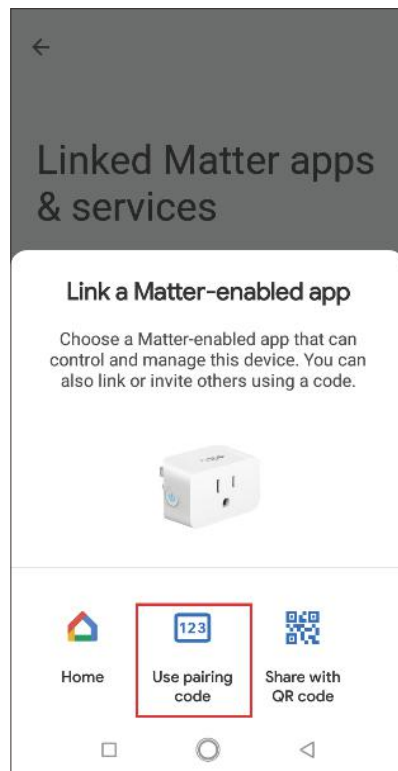 Linked Matter apps
& services
Link a Matter-enabled app
Choose a Matter-enabled app that can
control and manage this device. You can
also link or invite others using a code.
123
Home
Use pairing
code
Share with
QR code